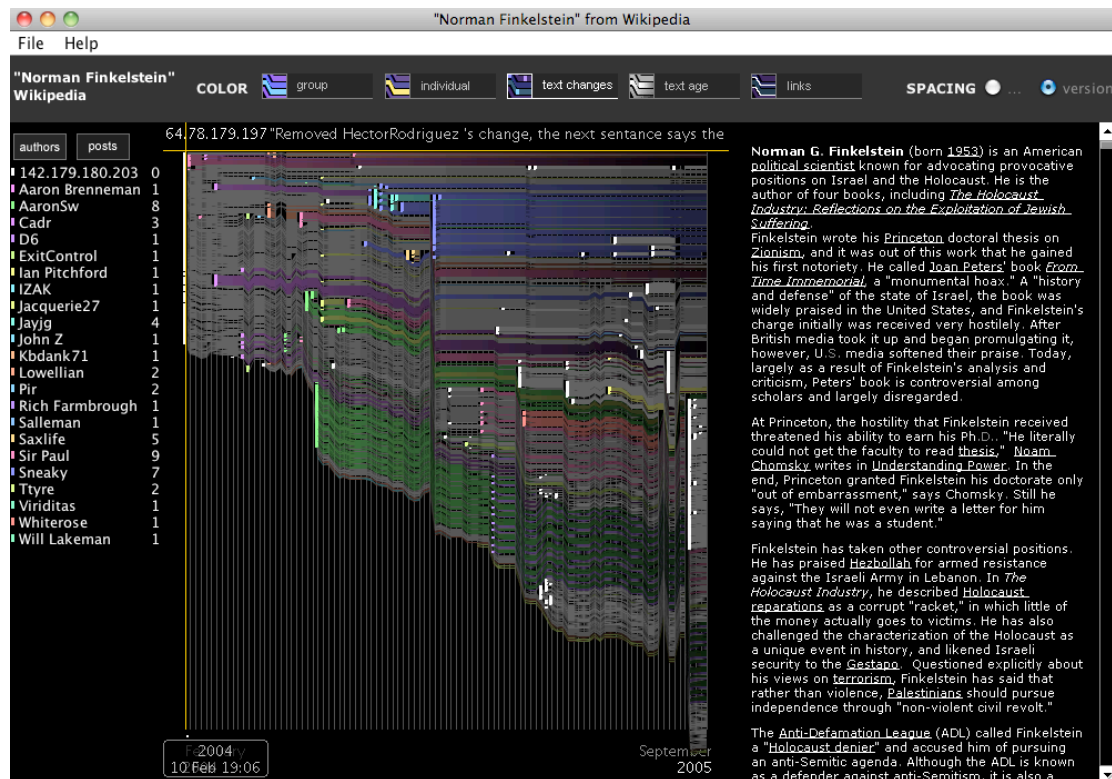 "Norman Finkelstein" from Wikipedia
File Help
"Norman Finkelstein"
Wikipedia
COLOR group individual text changes text age links SPACING ... version
64.78.179.197 "Removed HectorRodriguez 's change, the next sentance says the
authors posts
142.179.180.203 0
Aaron Brenneman 1
AaronSw 8
Cadr 3
D6 1
ExitControl 1
Ian Pitchford 1
IZAK 1
Jacquerie27 1
Jayjg 4
John Z 1
Kbdank71 1
Lowellian 2
Pir 2
Rich Farmbrough 1
Salleman 1
Saxlife 5
Sir Paul 9
Sneaky 7
Ttyre 2
Viriditas 1
Whiterose 1
Will Lakeman 1
2004
10 Feb 19:06
September
2005
Norman G. Finkelstein (born 1953) is an American
political scientist known for advocating provocative
positions on Israel and the Holocaust. He is the
author of four books, including The Holocaust
Industry: Reflections on the Exploitation of Jewish
Suffering.
Finkelstein wrote his Princeton doctoral thesis on
Zionism, and it was out of this work that he gained
his first notoriety. He called Joan Peters' book From
Time Immemorial, a "monumental hoax." A "history
and defense" of the state of Israel, the book was
widely praised in the United States, and Finkelstein's
charge initially was received very hostilely. After
British media took it up and began promulgating it,
however, U.S. media softened their praise. Today,
largely as a result of Finkelstein's analysis and
criticism, Peters' book is controversial among
scholars and largely disregarded.
At Princeton, the hostility that Finkelstein received
threatened his ability to earn his Ph.D.. "He literally
could not get the faculty to read thesis," Noam
Chomsky writes in Understanding Power. In the
end, Princeton granted Finkelstein his doctorate only
"out of embarrassment," says Chomsky. Still he
says, "They will not even write a letter for him
saying that he was a student."
Finkelstein has taken other controversial positions.
He has praised Hezbollah for armed resistance
against the Israeli Army in Lebanon. In The
Holocaust Industry, he described Holocaust
reparations as a corrupt "racket," in which little of
the money actually goes to victims. He has also
challenged the characterization of the Holocaust as
a unique event in history, and likened Israeli
security to the Gestapo. Questioned explicitly about
his views on terrorism, Finkelstein has said that
rather than violence, Palestinians should pursue
independence through "non-violent civil revolt."
The Anti-Defamation League (ADL) called Finkelstein
a "Holocaust denier" and accused him of pursuing
an anti-Semitic agenda. Although the ADL is known
as a defender against anti-Semitism, it is also a